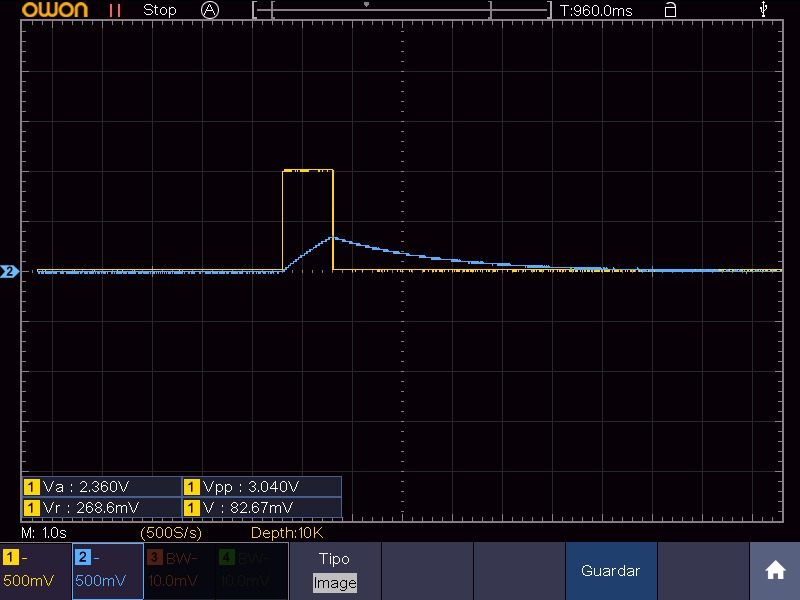 OWON Stop A T:960.0ms
2
1 Va : 2.360V 1 Vpp : 3.040V
1 Vr : 268.6mV 1 V : 82.67mV
M: 1.0s (500S/s) Depth:10K
1 - 2 - 3 BW- 4 BW- Tipo
500mV 500mV 10.0mV 10.0mV Image
Guardar